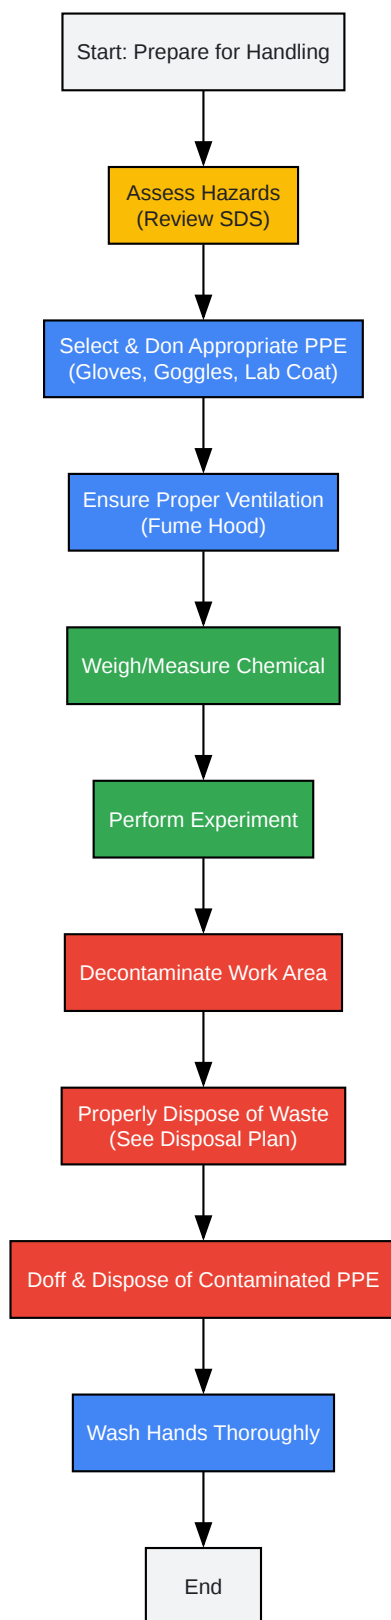 Start: Prepare for Handling
Assess Hazards
(Review SDS)
Select & Don Appropriate PPE
(Gloves, Goggles, Lab Coat)
Ensure Proper Ventilation
(Fume Hood)
Weigh/Measure Chemical
Perform Experiment
Decontaminate Work Area
Properly Dispose of Waste
(See Disposal Plan)
Doff & Dispose of Contaminated PPE
Wash Hands Thoroughly
End